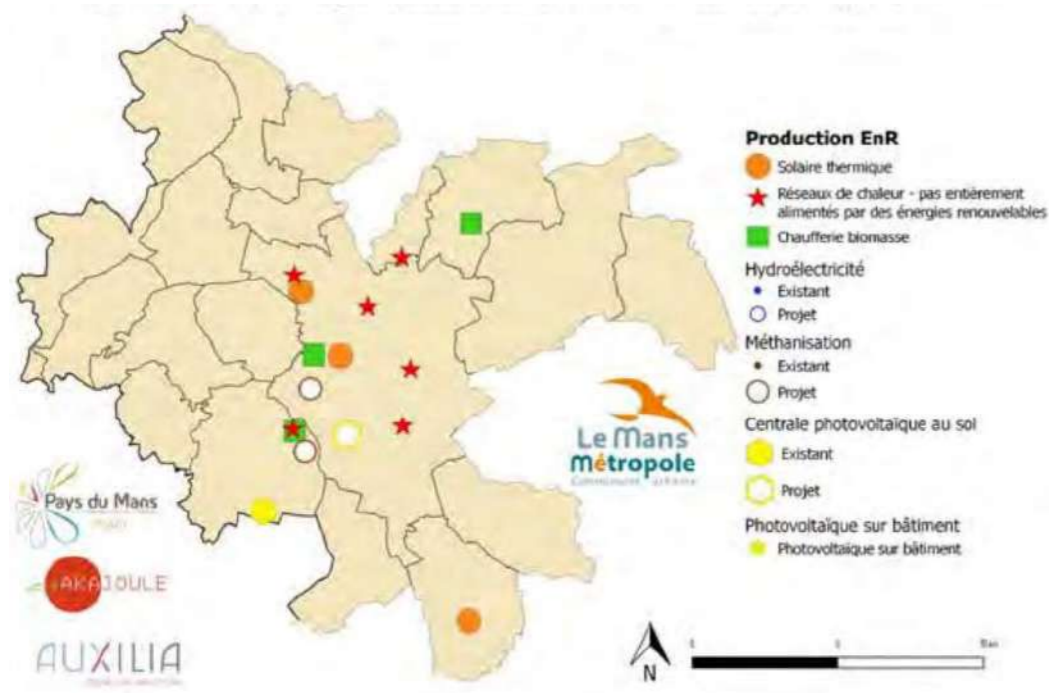 Production EnR
Solaire thermique
Réseaux de chaleur - pas entièrement
alimentés par des énergies renouvelables
Chaufferie biomasse
Hydroélectricité
Existant
Projet
Méthanisation
Existant
Projet
Centrale photovoltaïque au sol
Existant
Projet
Photovoltaïque sur bâtiment
Photovoltaïque sur bâtiment
Le Mans
Métropole
Pays du Mans
AKAJOULE
AUXILIA
N